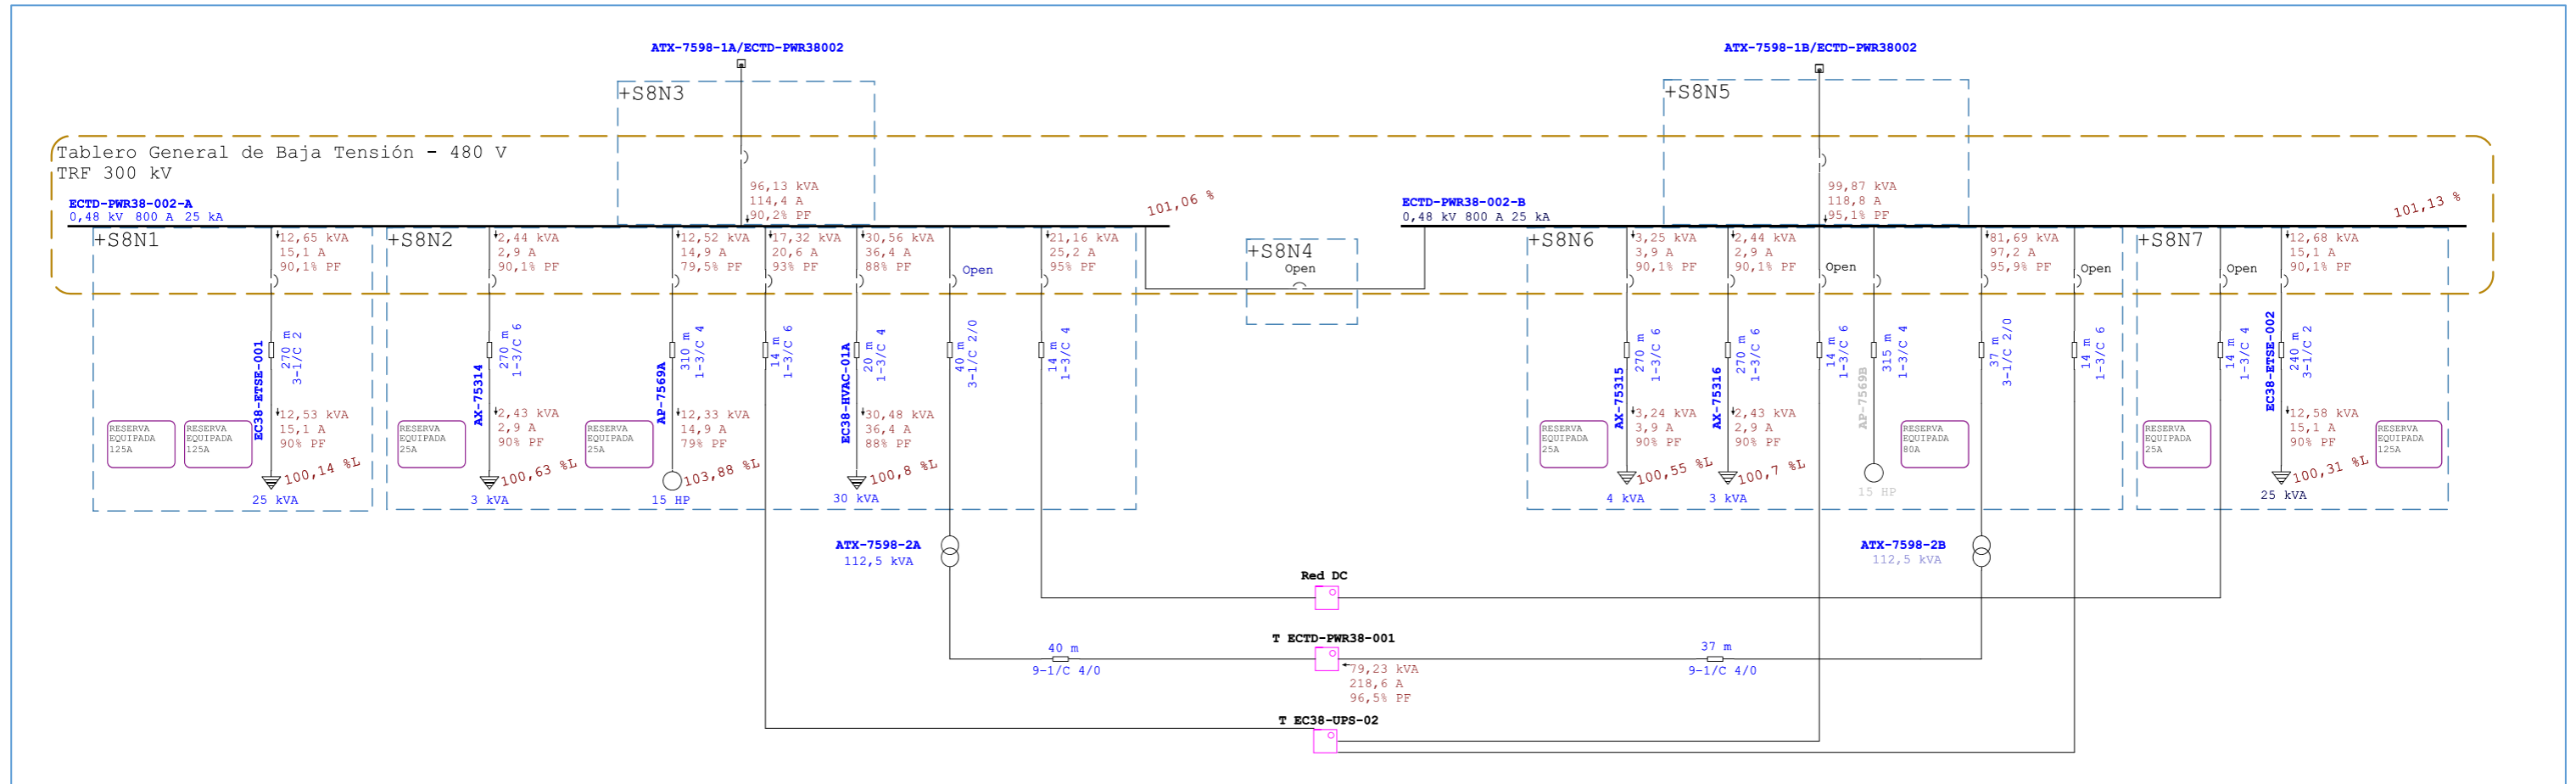 ATX-7598-1A/ECTD-PWR38002
ATX-7598-1B/ECTD-PWR38002
+S8N3
+S8N5
Tablero General de Baja Tensión - 480 V
TRF 300 kV
96,13 kVA
114,4 A
90,2% PF
99,87 kVA
118,8 A
95,1% PF
ECTD-PWR38-002-A
0,48 kV 800 A 25 kA
101,06 %
ECTD-PWR38-002-B
0,48 kV 800 A 25 kA
101,13 %
+S8N1
12,65 kVA
15,1 A
90,1% PF
+S8N2
2,44 kVA
2,9 A
90,1% PF
12,52 kVA
14,9 A
79,5% PF
17,32 kVA
20,6 A
93% PF
30,56 kVA
36,4 A
88% PF
Open
21,16 kVA
25,2 A
95% PF
+S8N4
Open
+S8N6
3,25 kVA
3,9 A
90,1% PF
2,44 kVA
2,9 A
90,1% PF
Open
81,69 kVA
97,2 A
95,9% PF
Open
+S8N7
Open
12,68 kVA
15,1 A
90,1% PF
EC38-ETSE-001
270 m
3-1/C 2
AX-75314
270 m
1-3/C 6
AP-7569A
310 m
1-3/C 4
14 m
1-3/C 6
EC38-HVAC-01A
20 m
1-3/C 4
40 m
3-1/C 2/0
14 m
1-3/C 4
AX-75315
270 m
1-3/C 6
AX-75316
270 m
1-3/C 6
14 m
1-3/C 6
AP-7569B
315 m
1-3/C 4
37 m
3-1/C 2/0
14 m
1-3/C 6
14 m
1-3/C 4
EC38-ETSE-002
240 m
3-1/C 2
RESERVA
EQUIPADA
125A
RESERVA
EQUIPADA
125A
12,53 kVA
15,1 A
90% PF
100,14 %L
25 kVA
RESERVA
EQUIPADA
25A
2,43 kVA
2,9 A
90% PF
100,63 %L
3 kVA
RESERVA
EQUIPADA
25A
12,33 kVA
14,9 A
79% PF
103,88 %L
15 HP
30,48 kVA
36,4 A
88% PF
100,8 %L
30 kVA
RESERVA
EQUIPADA
25A
3,24 kVA
3,9 A
90% PF
100,55 %L
4 kVA
2,43 kVA
2,9 A
90% PF
100,7 %L
3 kVA
15 HP
RESERVA
EQUIPADA
80A
RESERVA
EQUIPADA
25A
12,58 kVA
15,1 A
90% PF
100,31 %L
25 kVA
RESERVA
EQUIPADA
125A
ATX-7598-2A
112,5 kVA
ATX-7598-2B
112,5 kVA
Red DC
T ECTD-PWR38-001
40 m
9-1/C 4/0
37 m
9-1/C 4/0
79,23 kVA
218,6 A
96,5% PF
T EC38-UPS-02